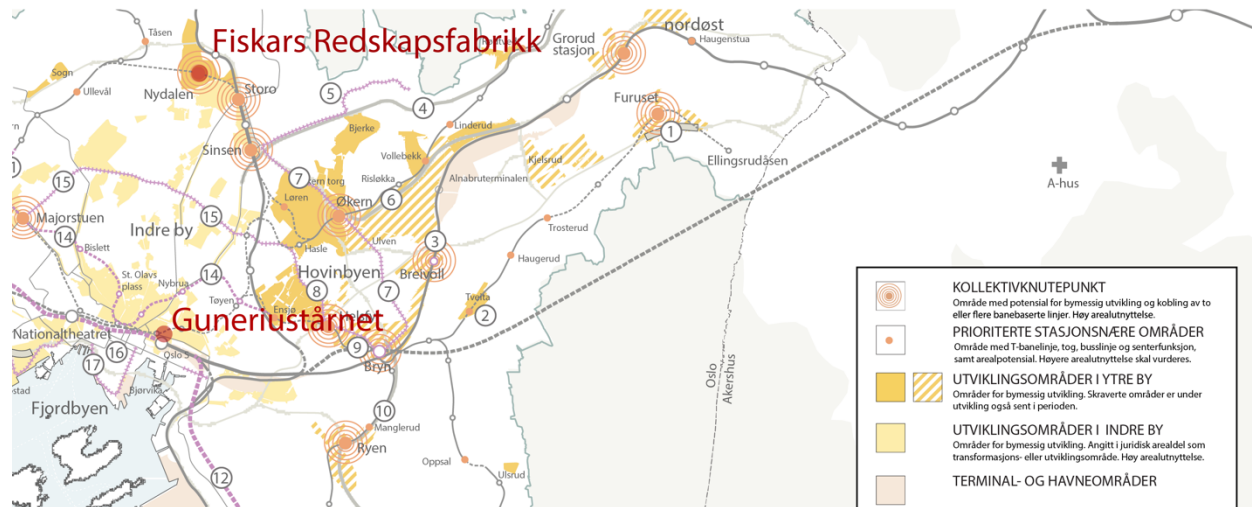 nordøst
Tåsen
Fiskars Redskapsfabrikk
Grorud
stasjon
Haugenstua
Sogn
Ullevål
Nydalen
Storo
5
4
Furuset
Bjerke
Linderud
1
Sinsen
Vollebekk
Kjelsrud
Ellingsrudåsen
7
Risløkka
Alnabruterminalen
A-hus
15
6
Løren
Økern
Majorstuen
15
14
Indre by
Trosterud
Bislett
Hasle
Ulven
3
Haugerud
St. Olavs
plass
Nybrua
14
Hovinbyen
Breivoll
8
7
Tøyen
Ensjø
Tveita
2
Guneriustårnet
Nationaltheatret
16
Oslo S
9
Bryn
17
Bjørvika
Oslo
Akershus
Fjordbyen
10
Manglerud
Ryen
Oppsal
Ulsrud
12
KOLLEKTIVKNUTEPUNKT
Område med potensial for bymessig utvikling og kobling av to
eller flere banebaserte linjer. Høy arealutnyttelse.
PRIORITERTE STASJONSNÆRE OMRÅDER
Område med T-banelinje, tog, busslinje og senterfunksjon,
samt arealpotensial. Høyere arealutnyttelse skal vurderes.
UTVIKLINGSOMRÅDER I YTRE BY
Områder for bymessig utvikling. Skraverte områder er under
utvikling også sent i perioden.
UTVIKLINGSOMRÅDER I INDRE BY
Områder for bymessig utvikling. Angitt i juridisk arealdel som
transformasjons- eller utviklingsområde. Høy arealutnyttelse.
TERMINAL- OG HAVNEOMRÅDER